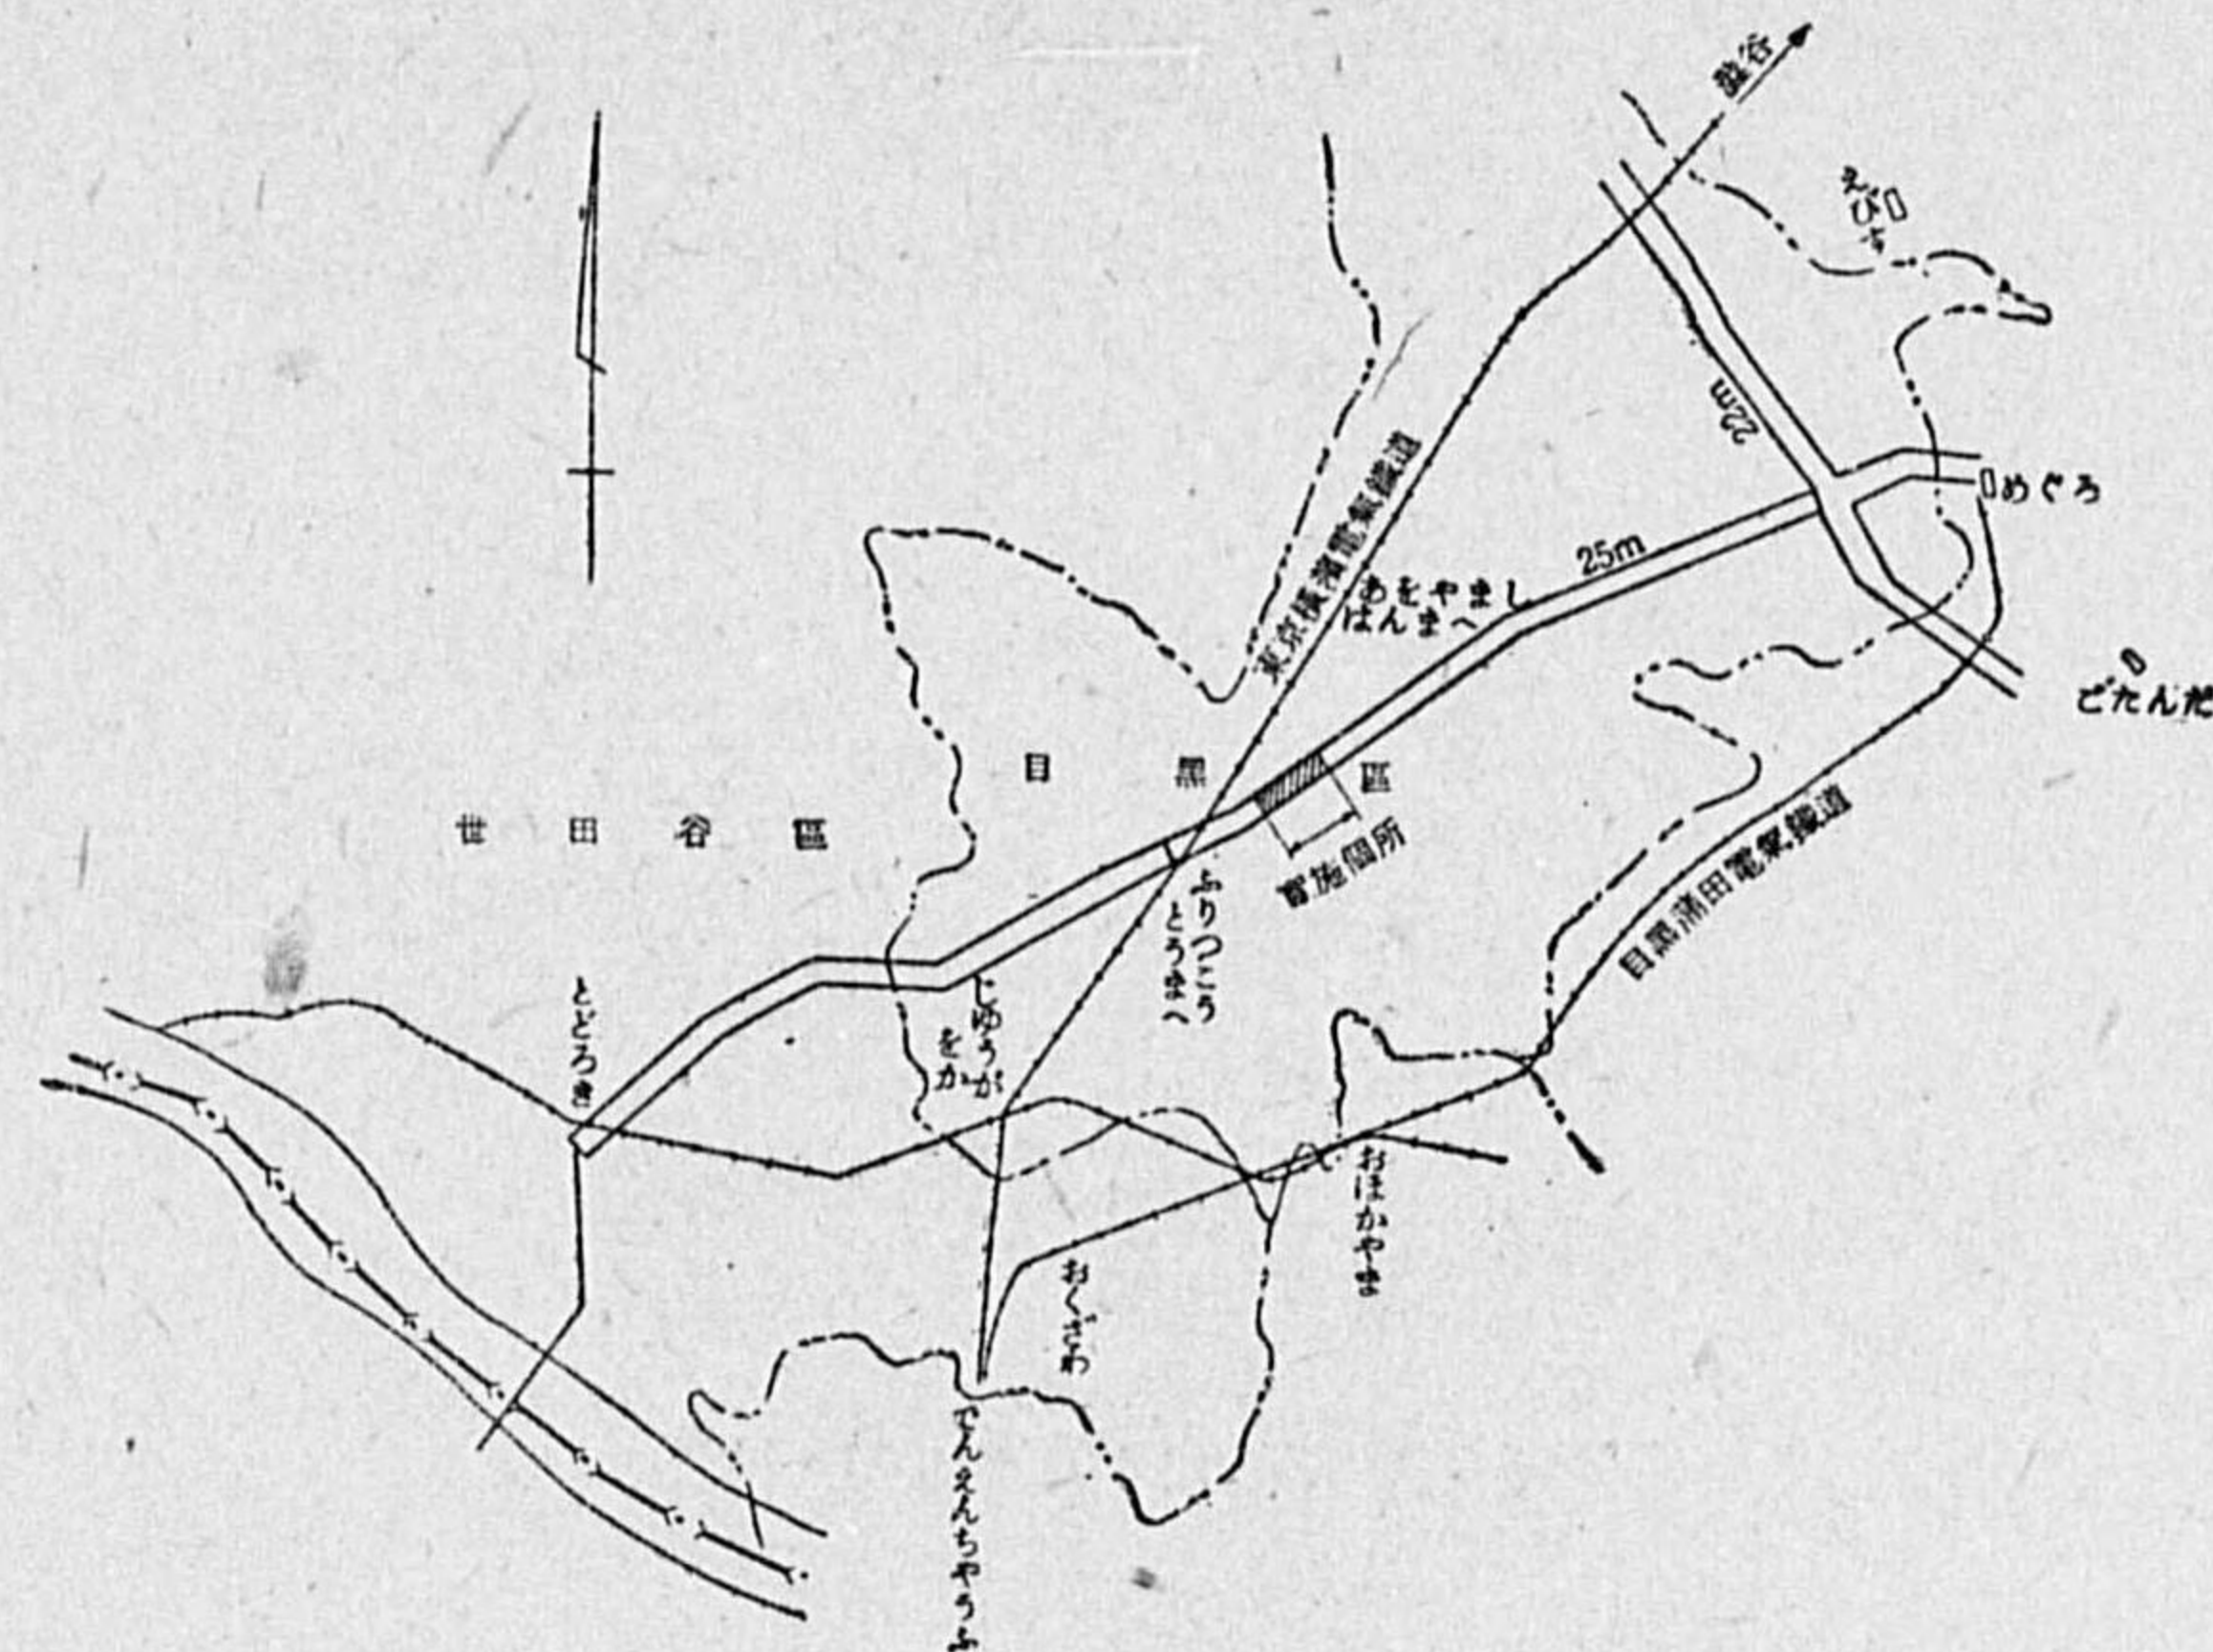 澁谷
えびす
22m
めぐろ
25m
東京横濱電氣鐵道
あをやまし
はんまへ
ごたんだ
目黑區
世田谷區
實施個所
目黑蒲田電氣鐵道
ふりつこう
とうまへ
じゆうが
をか
とどろき
おほかやま
おくざわ
でんえんちやうふ